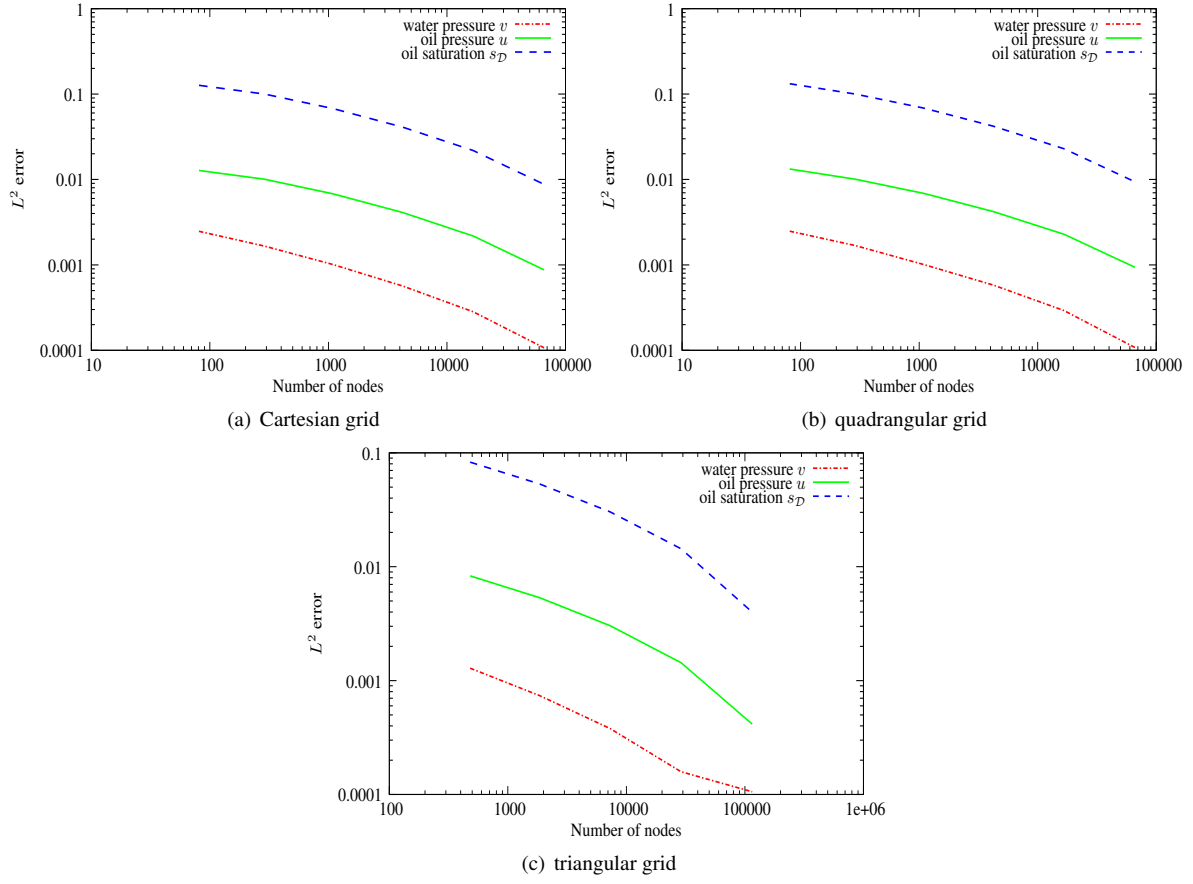 1
0.1
0.01
0.001
0.0001
10
100
1000
10000
100000
L² error
Number of nodes
water pressure v
oil pressure u
oil saturation s_𝒟
(a) Cartesian grid
1
0.1
0.01
0.001
0.0001
10
100
1000
10000
100000
L² error
Number of nodes
water pressure v
oil pressure u
oil saturation s_𝒟
(b) quadrangular grid
0.1
0.01
0.001
0.0001
100
1000
10000
100000
1e+06
L² error
Number of nodes
water pressure v
oil pressure u
oil saturation s_𝒟
(c) triangular grid